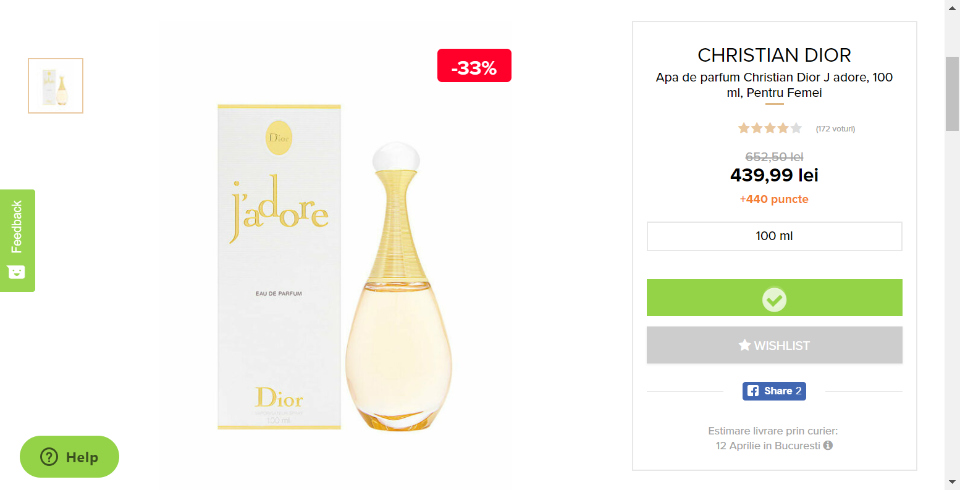 -33%
Dior
j'adore
EAU DE PARFUM
Dior
100 ml
Feedback
Help
CHRISTIAN DIOR
Apa de parfum Christian Dior J adore, 100
ml, Pentru Femei
(172 voturi)
652,50 lei
439,99 lei
+440 puncte
100 ml
WISHLIST
Share 2
Estimare livrare prin curier:
12 Aprilie in Bucuresti